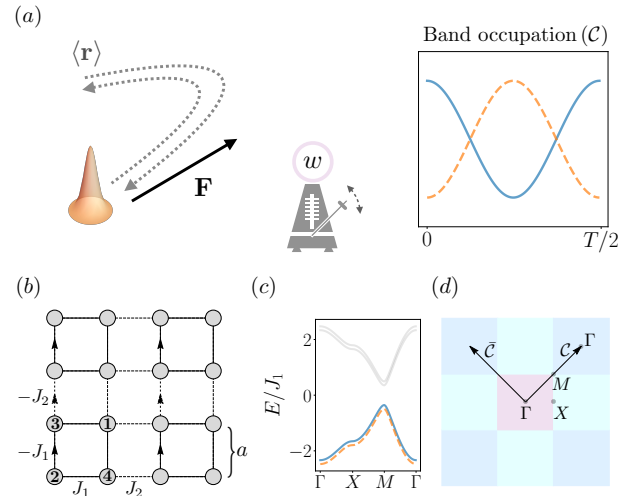 (a)
⟨r⟩
F
w
Band occupation (𝒞)
0
T/2
(b)
−J₂
−J₁
3
1
2
4
J₁
J₂
a
(c)
E/J₁
2
0
−2
Γ X M Γ
(d)
𝒞̄
𝒞
Γ
M
Γ
X